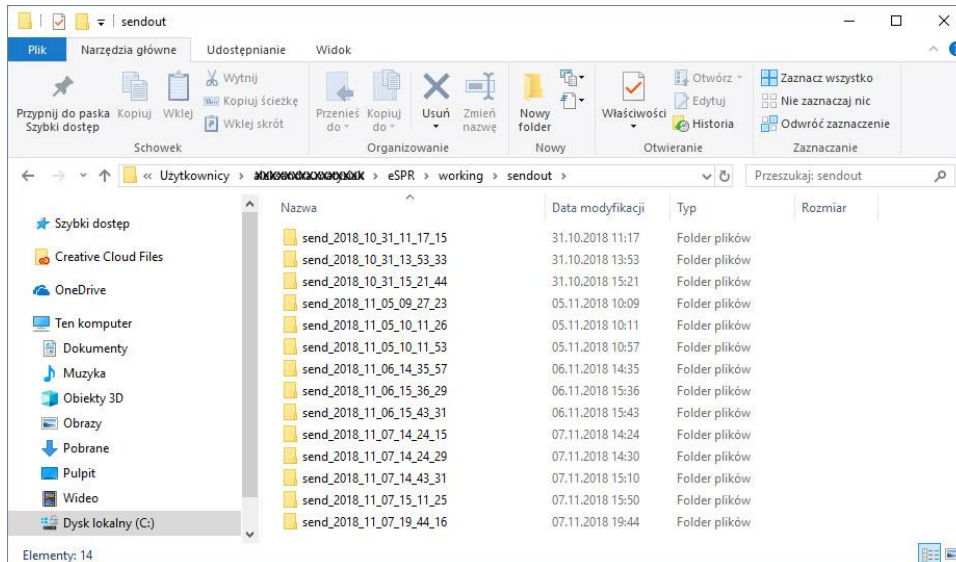 sendout
Plik Narzędzia główne Udostępnianie Widok
Przypnij do paska Szybki dostęp
Kopiuj
Wklej
Wytnij
Kopiuj ścieżkę
Wklej skrót
Schowek
Przenieś do
Kopiuj do
Usuń
Zmień nazwę
Organizowanie
Nowy folder
Nowy
Właściwości
Otwórz
Edytuj
Historia
Otwieranie
Zaznacz wszystko
Nie zaznaczaj nic
Odwróć zaznaczenie
Zaznaczanie
« Użytkownicy > > eSPR > working > sendout >
Przeszukaj: sendout
Szybki dostęp
Creative Cloud Files
OneDrive
Ten komputer
Dokumenty
Muzyka
Obiekty 3D
Obrazy
Pobrane
Pulpit
Wideo
Dysk lokalny (C:)
Nazwa Data modyfikacji Typ Rozmiar
send_2018_10_31_11_17_15 31.10.2018 11:17 Folder plików
send_2018_10_31_13_53_33 31.10.2018 13:53 Folder plików
send_2018_10_31_15_21_44 31.10.2018 15:21 Folder plików
send_2018_11_05_09_27_23 05.11.2018 10:09 Folder plików
send_2018_11_05_10_11_26 05.11.2018 10:11 Folder plików
send_2018_11_05_10_11_53 05.11.2018 10:57 Folder plików
send_2018_11_06_14_35_57 06.11.2018 14:35 Folder plików
send_2018_11_06_15_36_29 06.11.2018 15:36 Folder plików
send_2018_11_06_15_43_31 06.11.2018 15:43 Folder plików
send_2018_11_07_14_24_15 07.11.2018 14:24 Folder plików
send_2018_11_07_14_24_29 07.11.2018 14:30 Folder plików
send_2018_11_07_14_43_31 07.11.2018 15:10 Folder plików
send_2018_11_07_15_11_25 07.11.2018 15:50 Folder plików
send_2018_11_07_19_44_16 07.11.2018 19:44 Folder plików
Elementy: 14